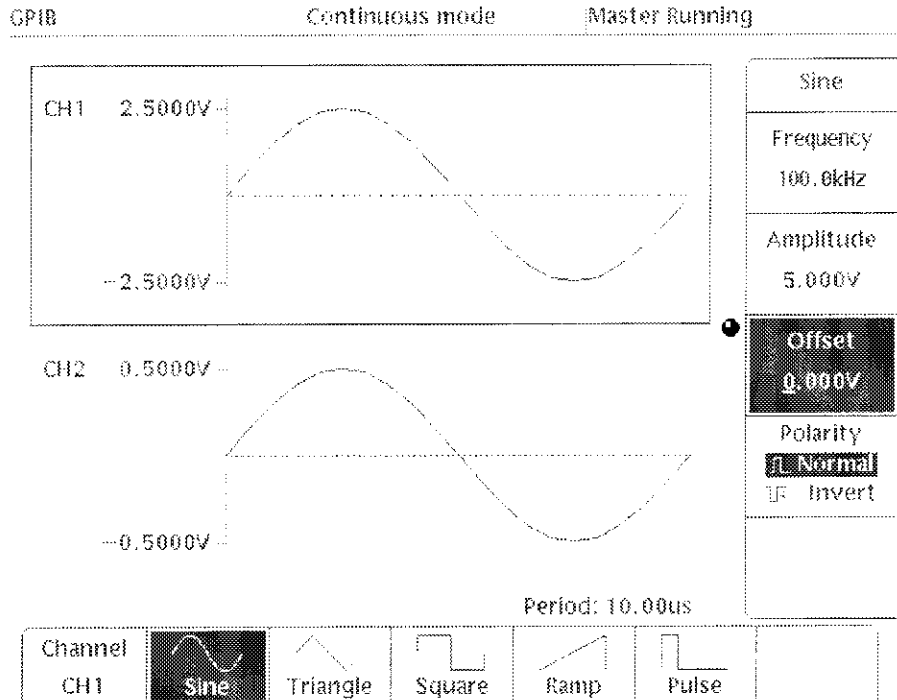 GPIB Continuous mode Master Running
CH1 2.5000V
-2.5000V
CH2 0.5000V
-0.5000V
Period: 10.00us
Sine
Frequency
100.0kHz
Amplitude
5.000V
Offset
0.000V
Polarity
Normal
Invert
Channel
CH1
Sine
Triangle
Square
Ramp
Pulse